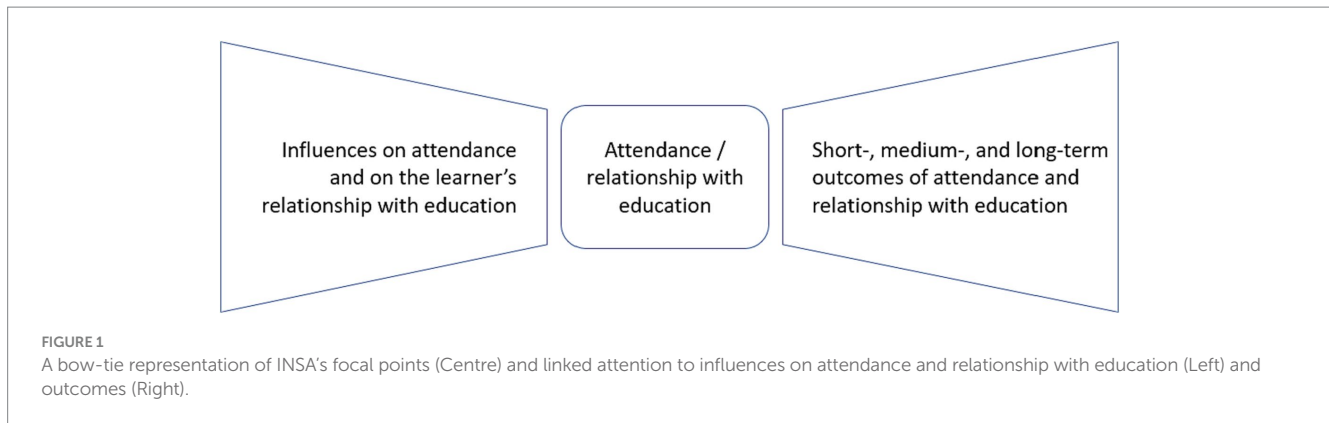 Influences on attendance
and on the learner's
relationship with education
Attendance /
relationship with
education
Short-, medium-, and long-term
outcomes of attendance and
relationship with education
FIGURE 1
A bow-tie representation of INSA's focal points (Centre) and linked attention to influences on attendance and relationship with education (Left) and
outcomes (Right).